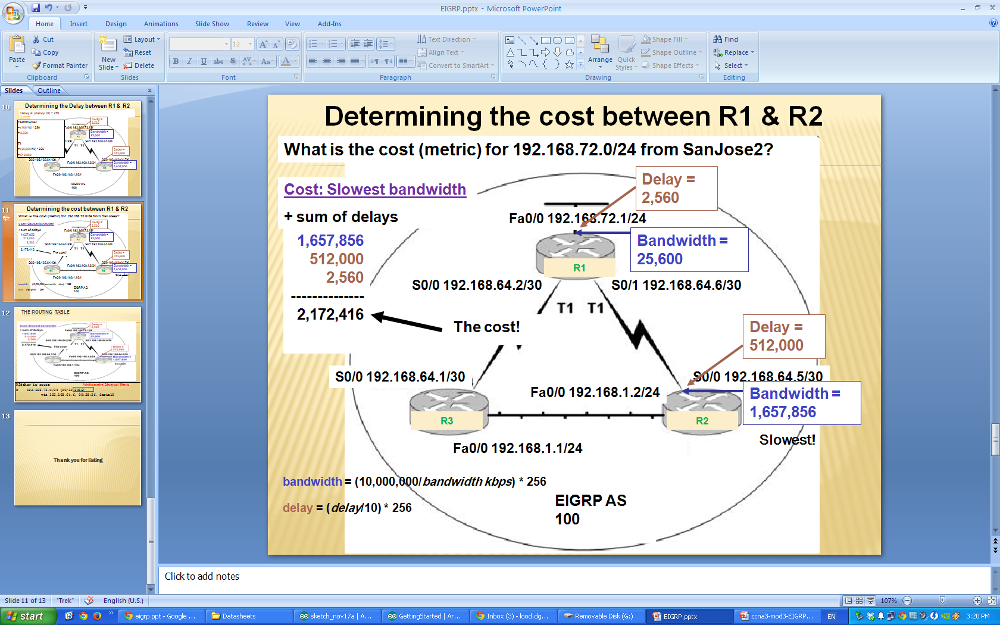 EIGRP.pptx - Microsoft PowerPoint
Home Insert Design Animations Slide Show Review View Add-Ins
Paste
Cut
Copy
Format Painter
Clipboard
New Slide
Layout
Reset
Delete
Slides
12
Font
Text Direction
Align Text
Convert to SmartArt
Paragraph
Arrange
Quick Styles
Shape Fill
Shape Outline
Shape Effects
Drawing
Find
Replace
Select
Editing
Slides Outline
10
Determining the Delay between R1 & R2
11
Determining the cost between R1 & R2
12
THE ROUTING TABLE
13
Thank you for listing
Determining the cost between R1 & R2
What is the cost (metric) for 192.168.72.0/24 from SanJose2?
Cost: Slowest bandwidth
+ sum of delays
1,657,856
512,000
2,560
--------------
2,172,416
The cost!
Delay =
2,560
Fa0/0 192.168.72.1/24
Bandwidth =
25,600
R1
S0/0 192.168.64.2/30
S0/1 192.168.64.6/30
T1 T1
Delay =
512,000
S0/0 192.168.64.1/30
S0/0 192.168.64.5/30
Fa0/0 192.168.1.2/24
Bandwidth =
1,657,856
R3
R2
Slowest!
Fa0/0 192.168.1.1/24
bandwidth = (10,000,000/bandwidth kbps) * 256
delay = (delay/10) * 256
EIGRP AS
100
Click to add notes
Slide 11 of 13 "Trek" English (U.S.) 107%
start
eigrp ppt - Google ...
Datasheets
sketch_nov17a | A...
GettingStarted | Ar...
Inbox (3) - lood.dg...
Removable Disk (G:)
EIGRP.pptx
ccna3-mod3-EIGRP...
EN
3:20 PM